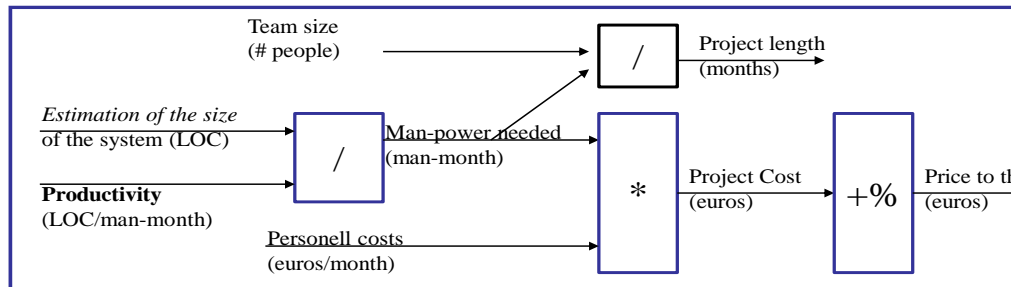 Team size
(# people)
/
Project length
(months)
Estimation of the size
of the system (LOC)
/
Man-power needed
(man-month)
Productivity
(LOC/man-month)
*
Project Cost
(euros)
+%
Price to th
(euros)
Personell costs
(euros/month)